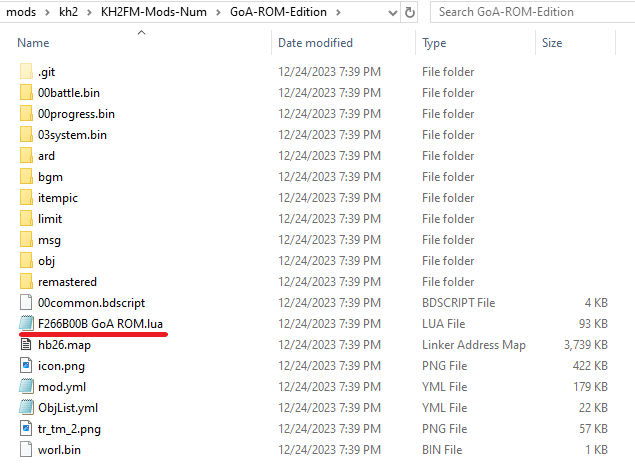 mods › kh2 › KH2FM-Mods-Num › GoA-ROM-Edition › Search GoA-ROM-Edition
Name Date modified Type Size
.git 12/24/2023 7:39 PM File folder
00battle.bin 12/24/2023 7:39 PM File folder
00progress.bin 12/24/2023 7:39 PM File folder
03system.bin 12/24/2023 7:39 PM File folder
ard 12/24/2023 7:39 PM File folder
bgm 12/24/2023 7:39 PM File folder
itempic 12/24/2023 7:39 PM File folder
limit 12/24/2023 7:39 PM File folder
msg 12/24/2023 7:39 PM File folder
obj 12/24/2023 7:39 PM File folder
remastered 12/24/2023 7:39 PM File folder
00common.bdscript 12/24/2023 7:39 PM BDSCRIPT File 4 KB
F266B00B GoA ROM.lua 12/24/2023 7:39 PM LUA File 93 KB
hb26.map 12/24/2023 7:39 PM Linker Address Map 3,739 KB
icon.png 12/24/2023 7:39 PM PNG File 422 KB
mod.yml 12/24/2023 7:39 PM YML File 179 KB
ObjList.yml 12/24/2023 7:39 PM YML File 22 KB
tr_tm_2.png 12/24/2023 7:39 PM PNG File 57 KB
worl.bin 12/24/2023 7:39 PM BIN File 1 KB